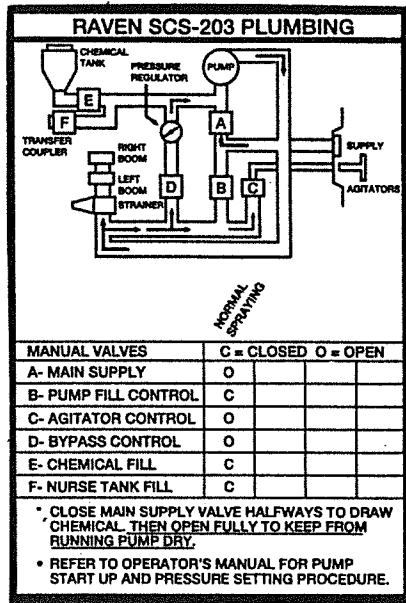 RAVEN SCS-203 PLUMBING
CHEMICAL
TANK
PRESSURE
REGULATOR
PUMP
E
F
A
TRANSFER
COUPLER
RIGHT
BOOM
LEFT
BOOM
STRAINER
D
B
C
SUPPLY
AGITATORS
NORMAL
SPRAYING
MANUAL VALVES C = CLOSED O = OPEN
A- MAIN SUPPLY O
B- PUMP FILL CONTROL C
C- AGITATOR CONTROL O
D- BYPASS CONTROL O
E- CHEMICAL FILL C
F- NURSE TANK FILL C
* CLOSE MAIN SUPPLY VALVE HALFWAYS TO DRAW
CHEMICAL. THEN OPEN FULLY TO KEEP FROM
RUNNING PUMP DRY.
• REFER TO OPERATOR'S MANUAL FOR PUMP
START UP AND PRESSURE SETTING PROCEDURE.